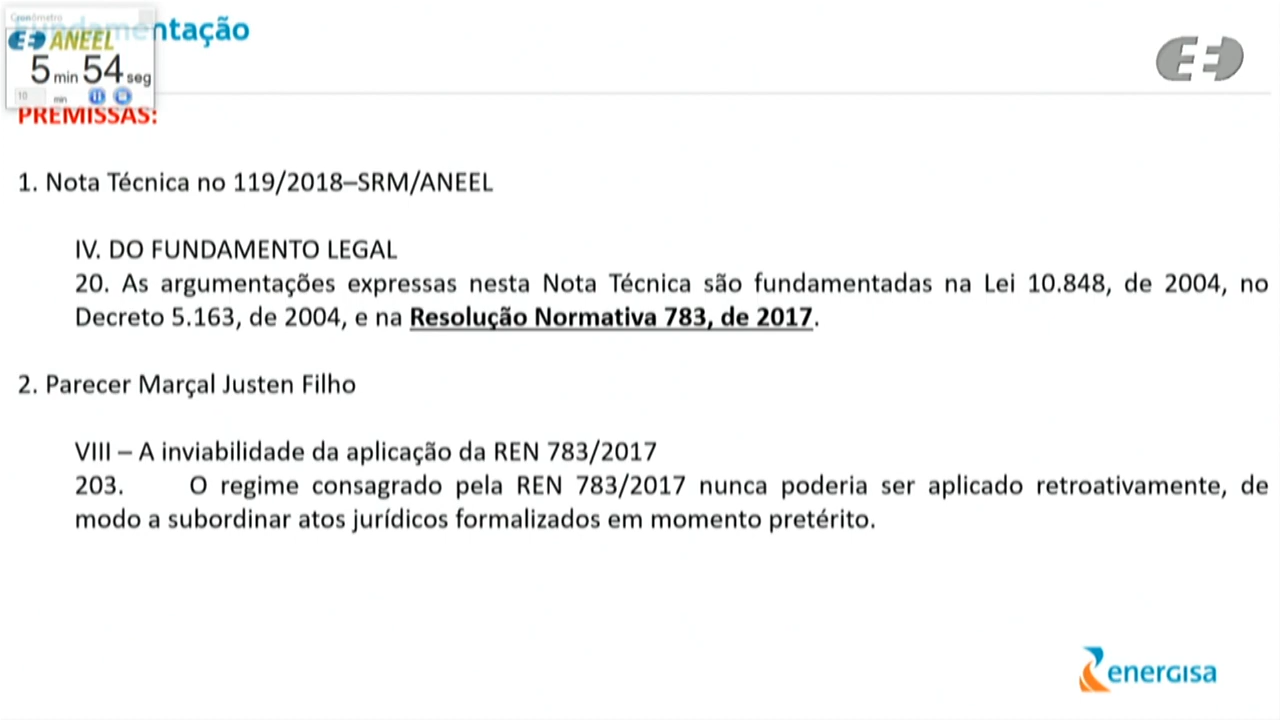 Cronômetro
ntação
ANEEL
5 min 54 seg
10 min
PREMISSAS:
1. Nota Técnica no 119/2018–SRM/ANEEL
IV. DO FUNDAMENTO LEGAL
20. As argumentações expressas nesta Nota Técnica são fundamentadas na Lei 10.848, de 2004, no
Decreto 5.163, de 2004, e na Resolução Normativa 783, de 2017.
2. Parecer Marçal Justen Filho
VIII – A inviabilidade da aplicação da REN 783/2017
203. O regime consagrado pela REN 783/2017 nunca poderia ser aplicado retroativamente, de
modo a subordinar atos jurídicos formalizados em momento pretérito.
energisa